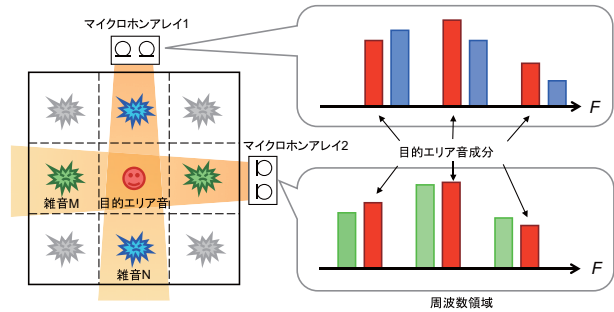 マイクロホンアレイ1
F
マイクロホンアレイ2
目的エリア音成分
雑音M
目的エリア音
雑音N
F
周波数領域